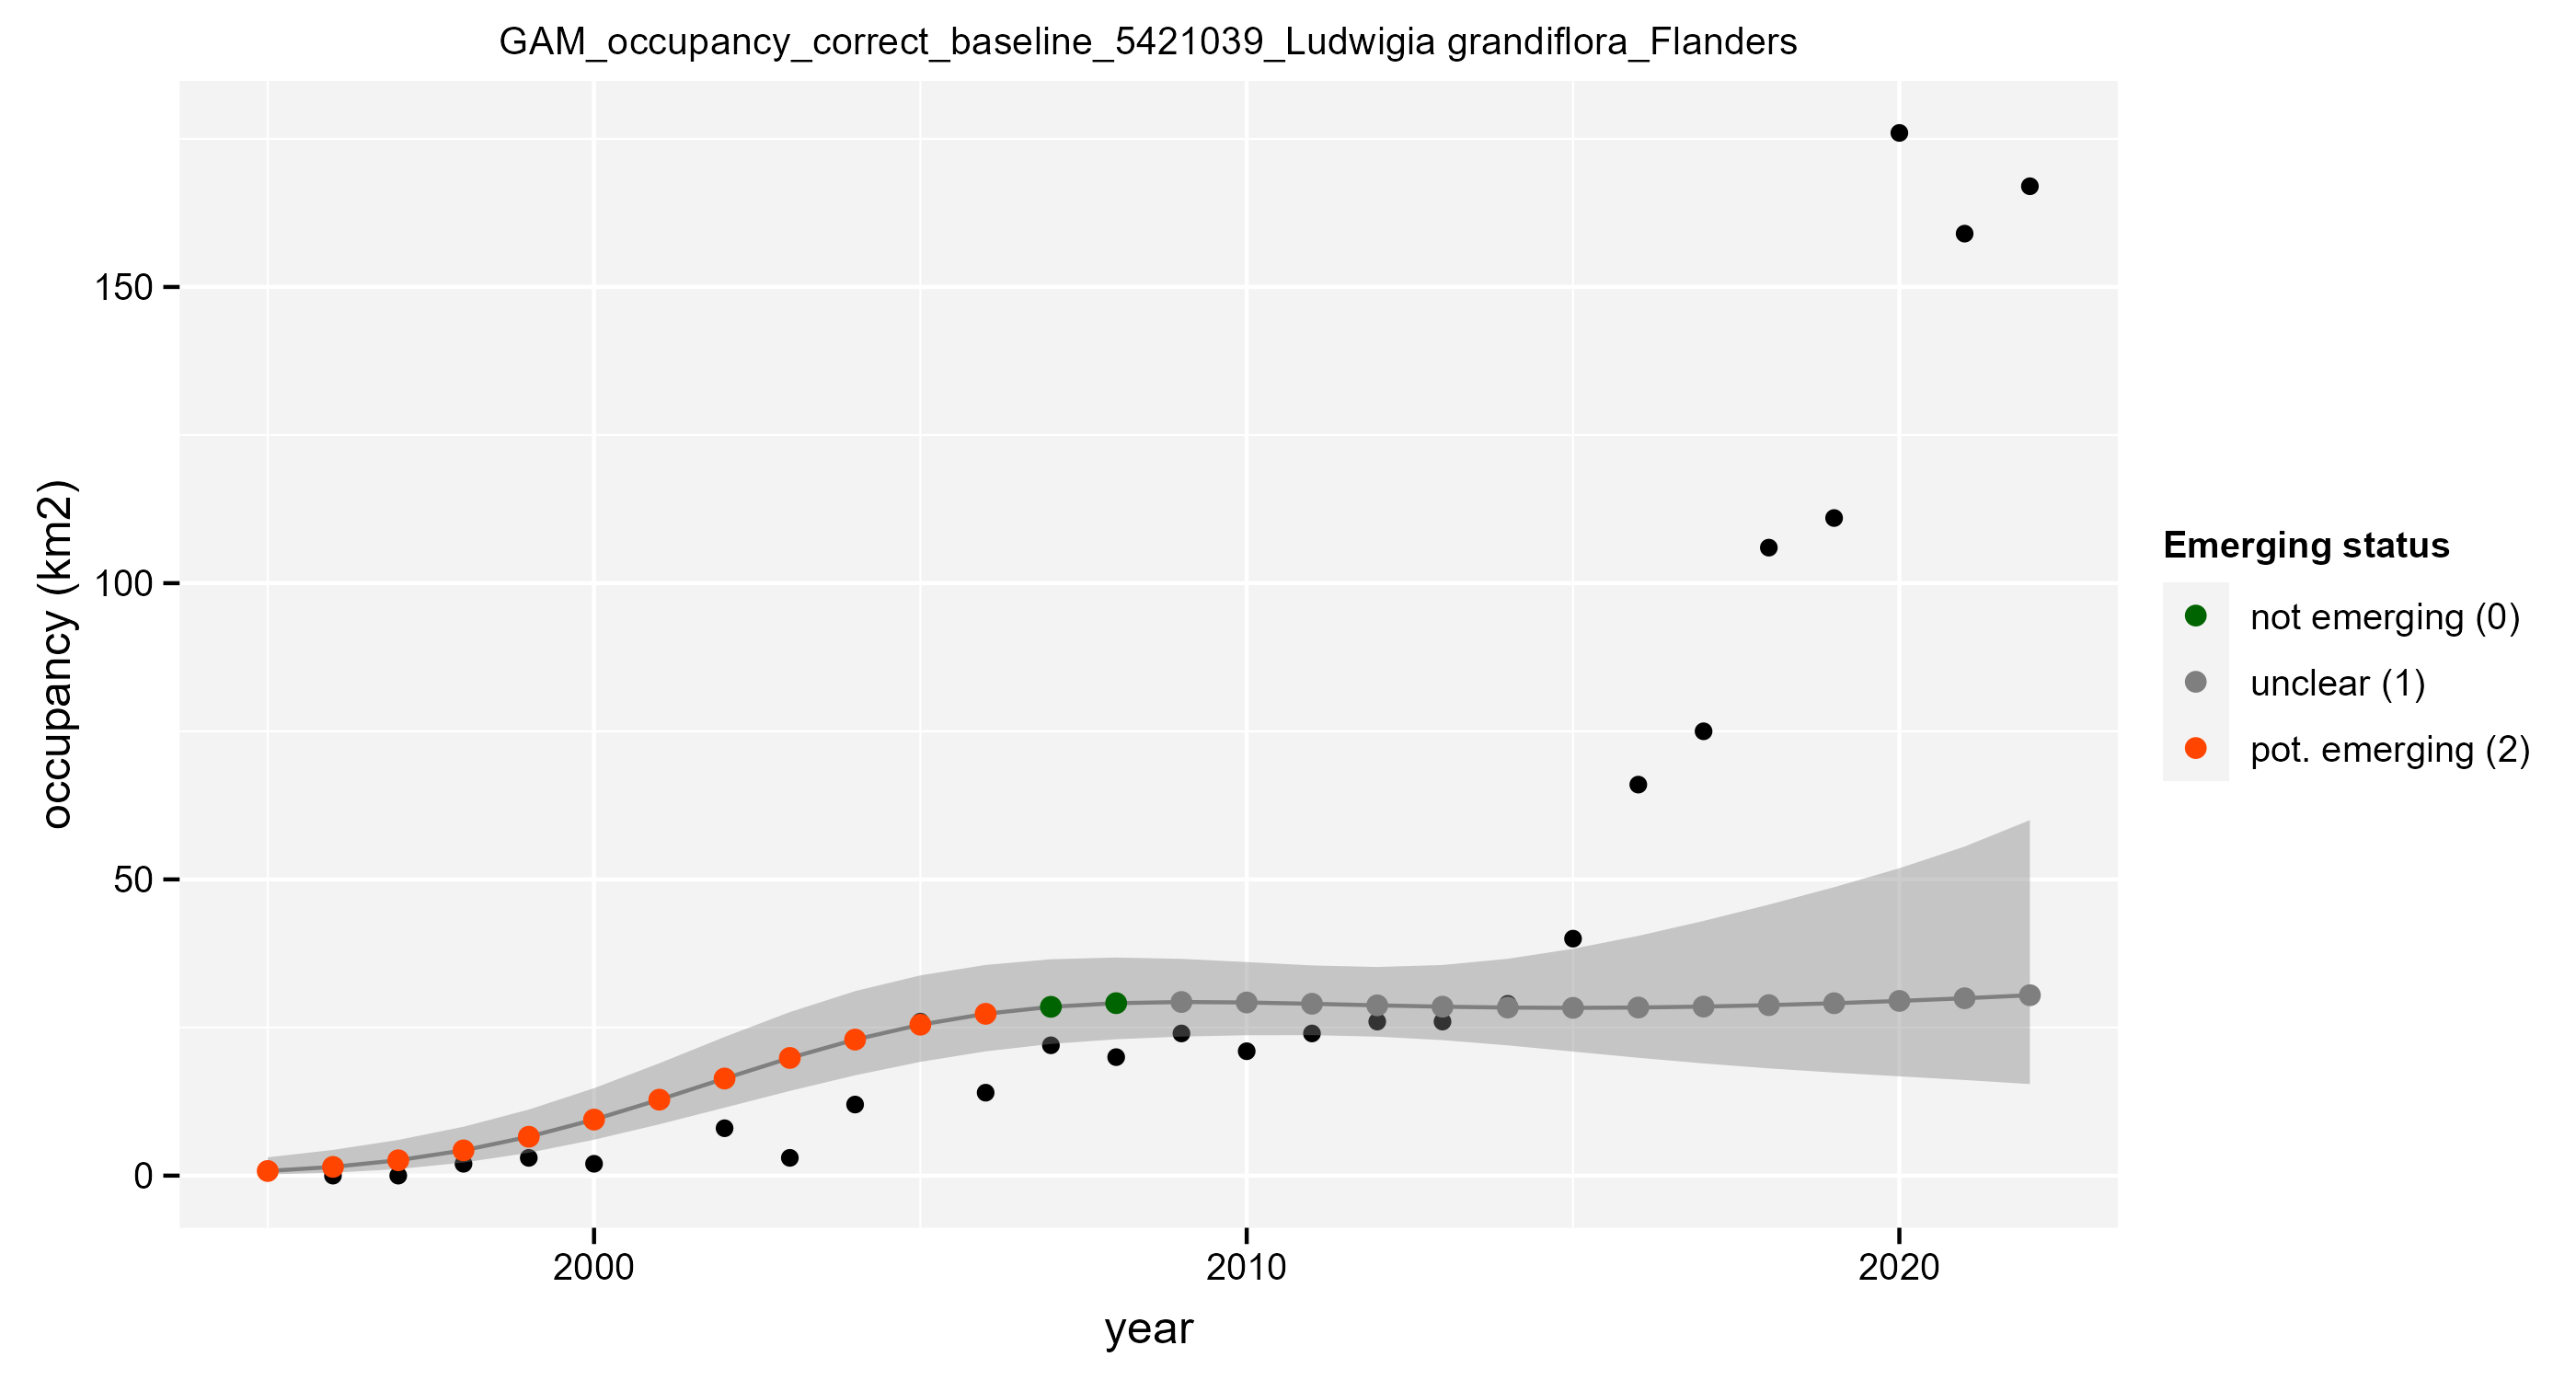 GAM_occupancy_correct_baseline_5421039_Ludwigia grandiflora_Flanders
occupancy (km2)
150
100
50
0
2000
2010
2020
year
Emerging status
not emerging (0)
unclear (1)
pot. emerging (2)